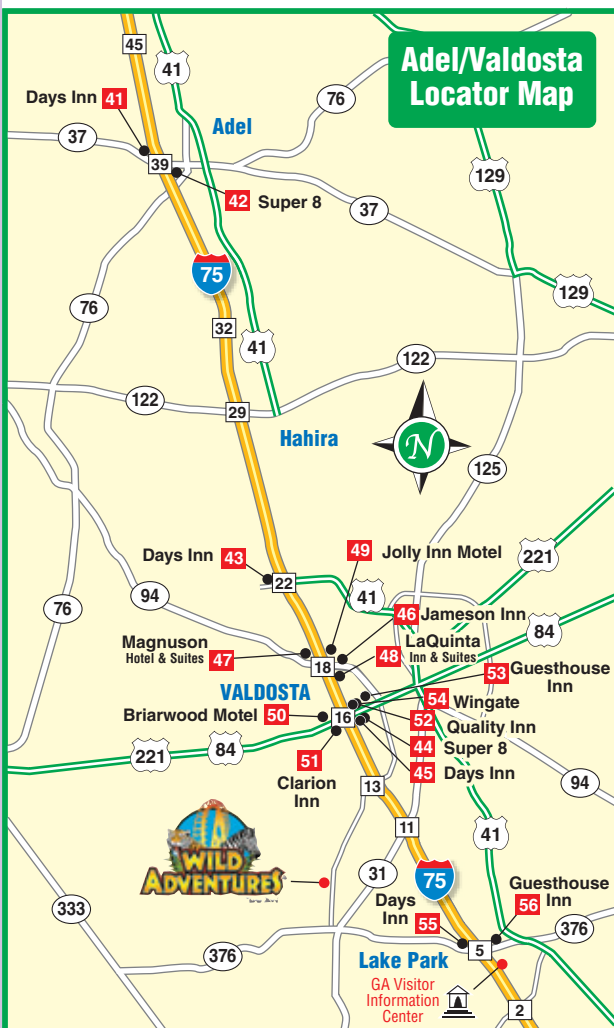 Adel/Valdosta
Locator Map
45
41
Days Inn 41
76
Adel
37
39
129
42 Super 8
37
75
129
76
32
41
122
122
29
Hahira
N
125
Days Inn 43
49 Jolly Inn Motel
221
22
94
41
76
46 Jameson Inn
84
Magnuson
Hotel & Suites 47
18
48 LaQuinta
Inn & Suites
53 Guesthouse
Inn
VALDOSTA
54 Wingate
Briarwood Motel 50
16
52 Quality Inn
221
84
44 Super 8
51
Clarion
Inn
45 Days Inn
13
94
11
41
WILD
ADVENTURES
31
75
333
Days
Inn 55
Guesthouse
Inn 56
376
376
5
Lake Park
GA Visitor
Information
Center
2